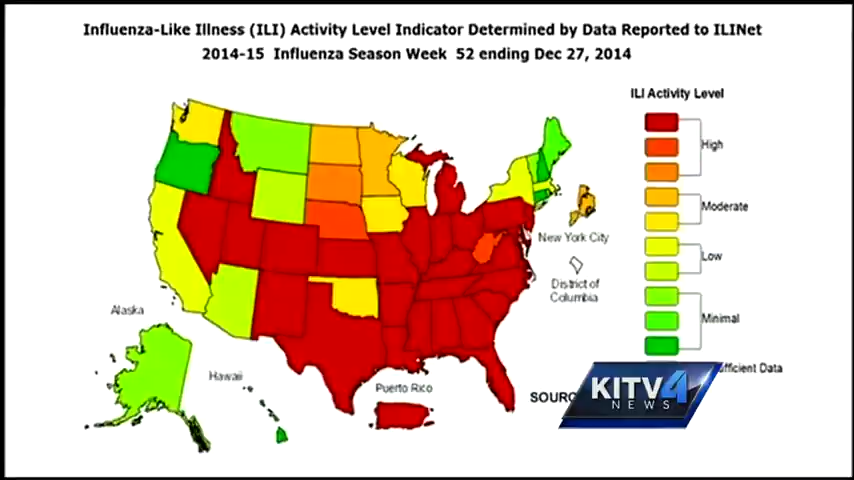 Influenza-Like Illness (ILI) Activity Level Indicator Determined by Data Reported to ILINet
2014-15 Influenza Season Week 52 ending Dec 27, 2014
ILI Activity Level
High
Moderate
Low
Minimal
New York City
District of
Columbia
Alaska
Hawaii
Puerto Rico
Data
KITV4
NEWS